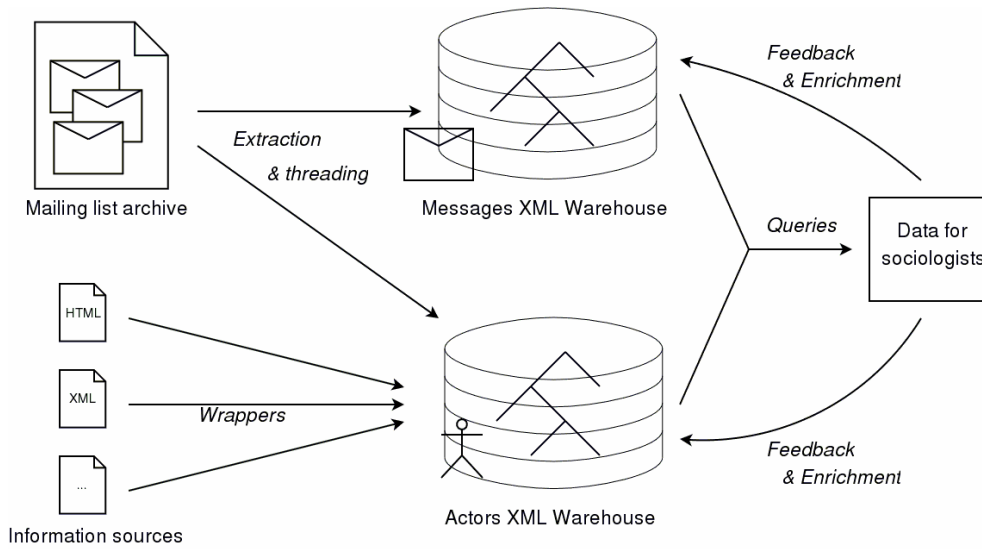 Feedback
& Enrichment
Extraction
& threading
Mailing list archive
Messages XML Warehouse
Queries
Data for
sociologists
HTML
XML
Wrappers
...
Feedback
& Enrichment
Actors XML Warehouse
Information sources